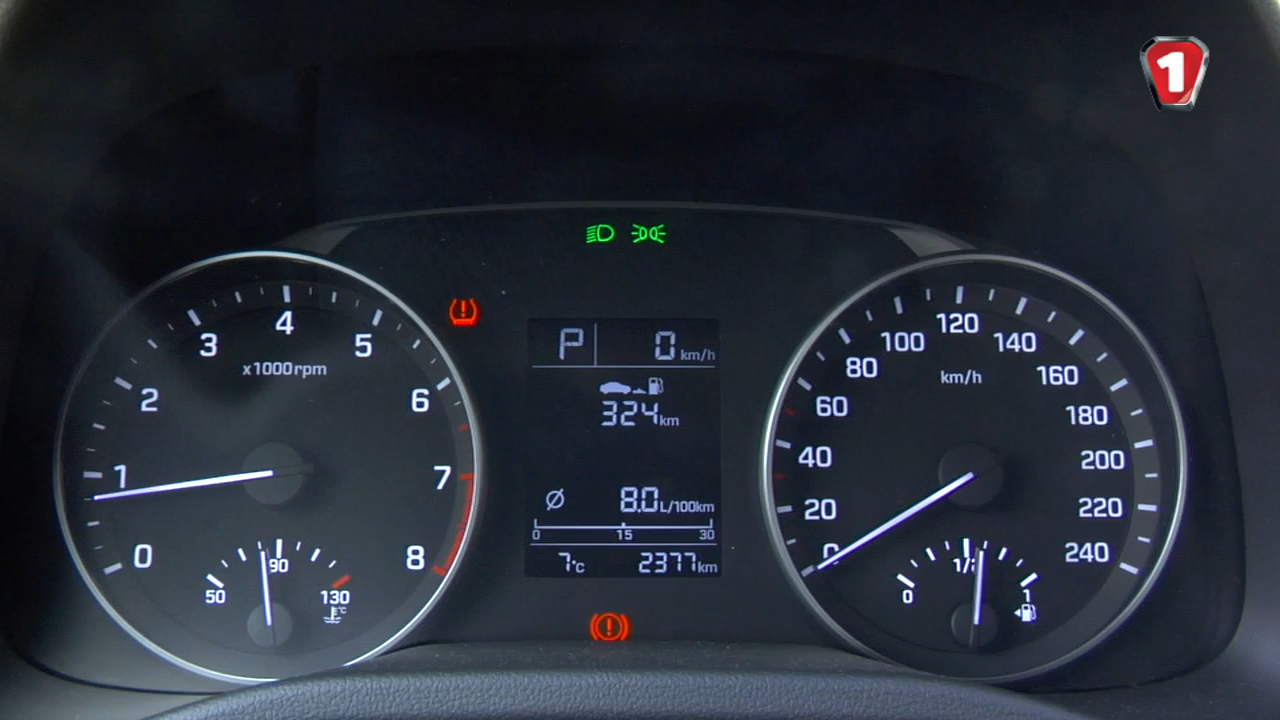 1
0 1 2 3 4 5 6 7 8
x1000rpm
50 90 130
°C
P 0 km/h
324 km
Ø 8.0 L/100km
0 15 30
7°C 2377 km
0 20 40 60 80 100 120 140 160 180 200 220 240
km/h
0 1/2 1